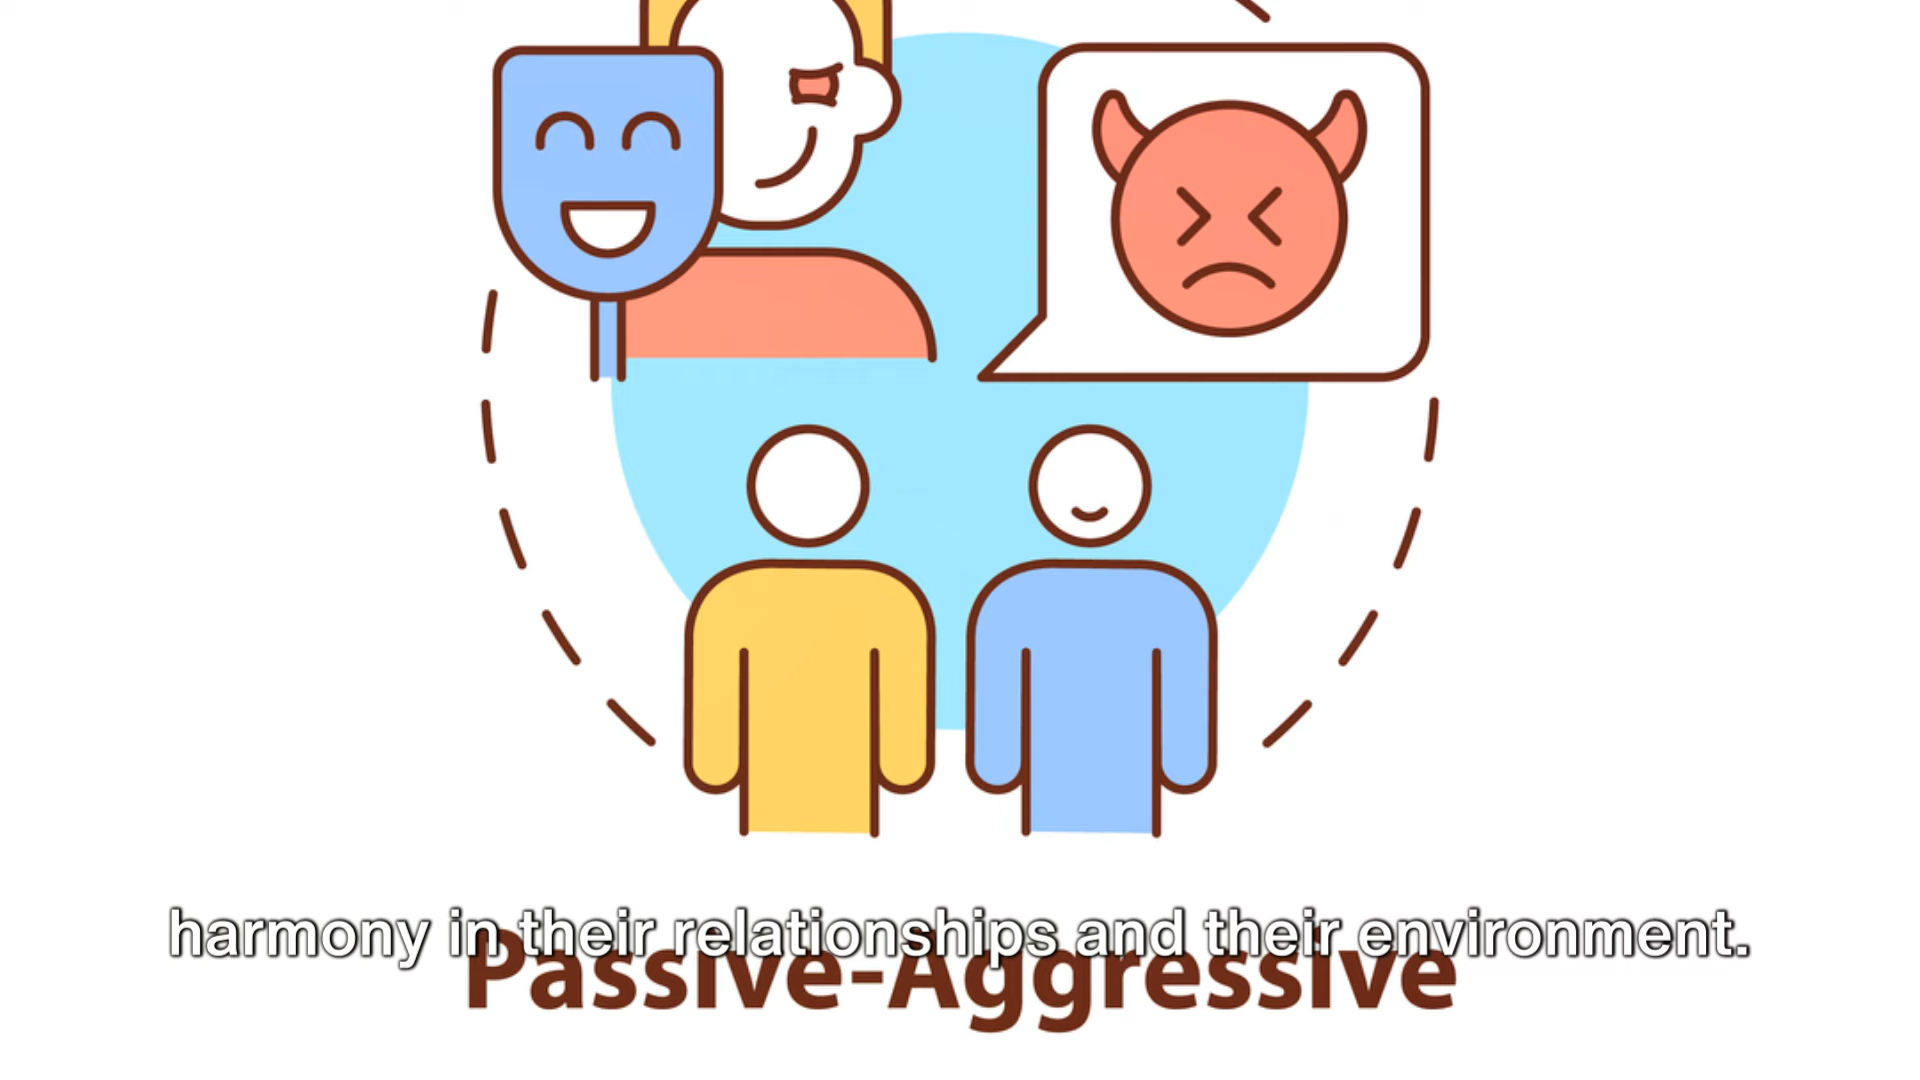 harmony in their relationships and their environment.
Passive-Aggressive